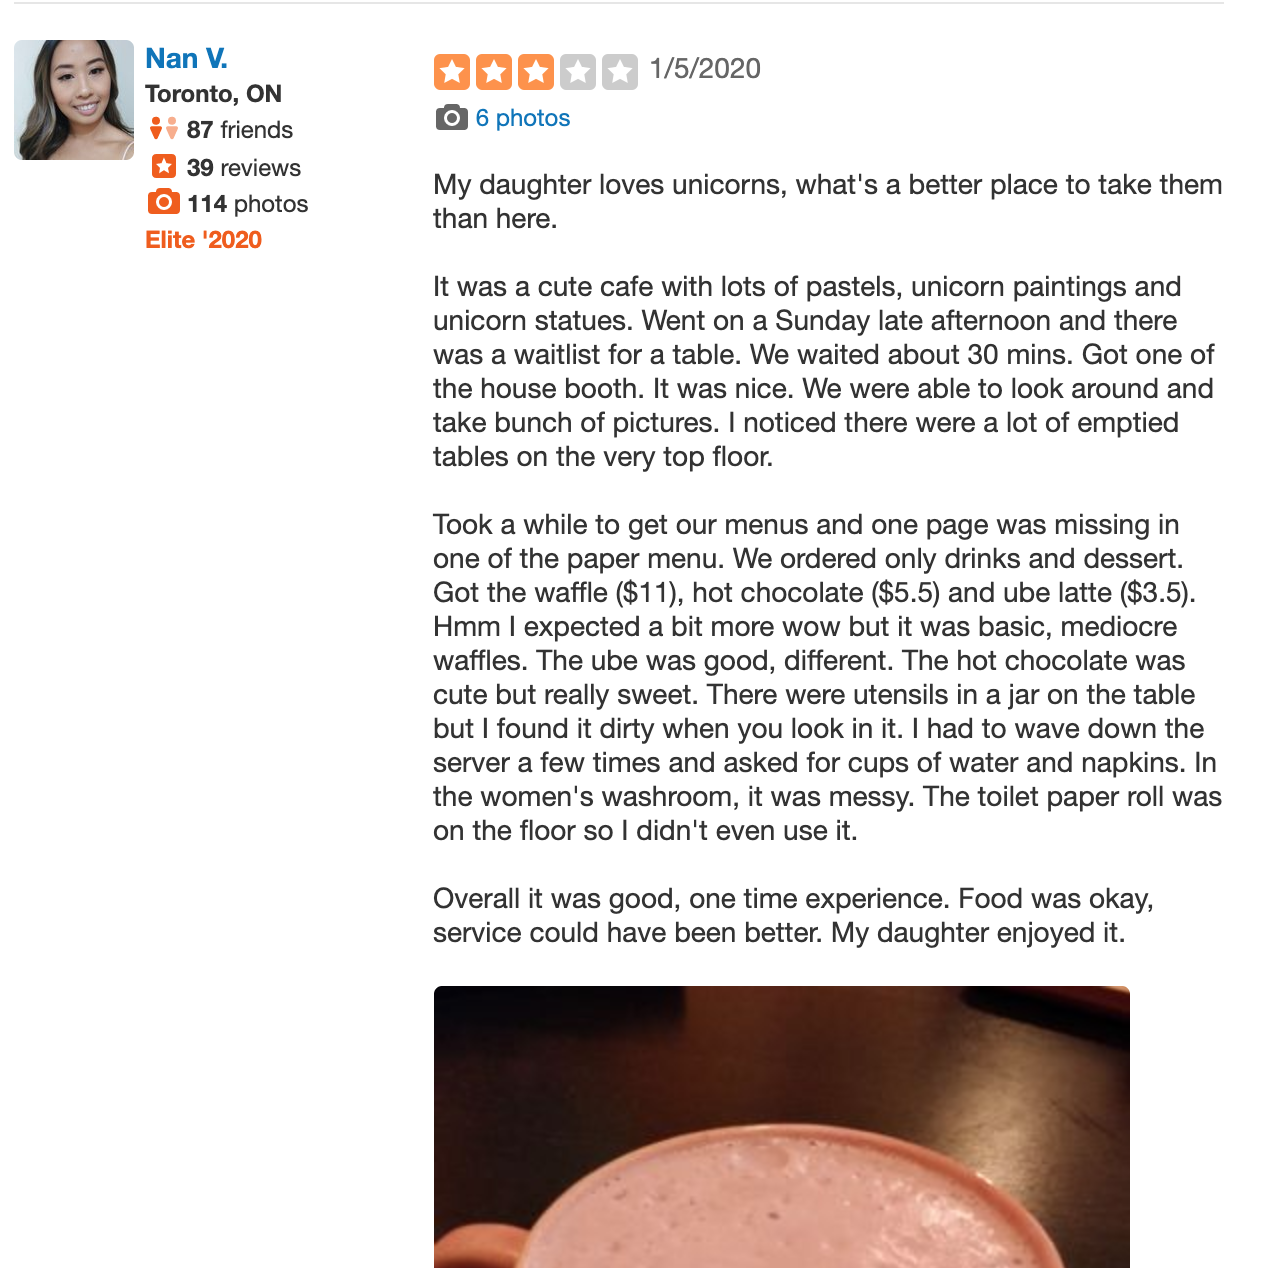 Nan V.
Toronto, ON
87 friends
39 reviews
114 photos
Elite '2020
1/5/2020
6 photos
My daughter loves unicorns, what's a better place to take them
than here.
It was a cute cafe with lots of pastels, unicorn paintings and
unicorn statues. Went on a Sunday late afternoon and there
was a waitlist for a table. We waited about 30 mins. Got one of
the house booth. It was nice. We were able to look around and
take bunch of pictures. I noticed there were a lot of emptied
tables on the very top floor.
Took a while to get our menus and one page was missing in
one of the paper menu. We ordered only drinks and dessert.
Got the waffle ($11), hot chocolate ($5.5) and ube latte ($3.5).
Hmm I expected a bit more wow but it was basic, mediocre
waffles. The ube was good, different. The hot chocolate was
cute but really sweet. There were utensils in a jar on the table
but I found it dirty when you look in it. I had to wave down the
server a few times and asked for cups of water and napkins. In
the women's washroom, it was messy. The toilet paper roll was
on the floor so I didn't even use it.
Overall it was good, one time experience. Food was okay,
service could have been better. My daughter enjoyed it.